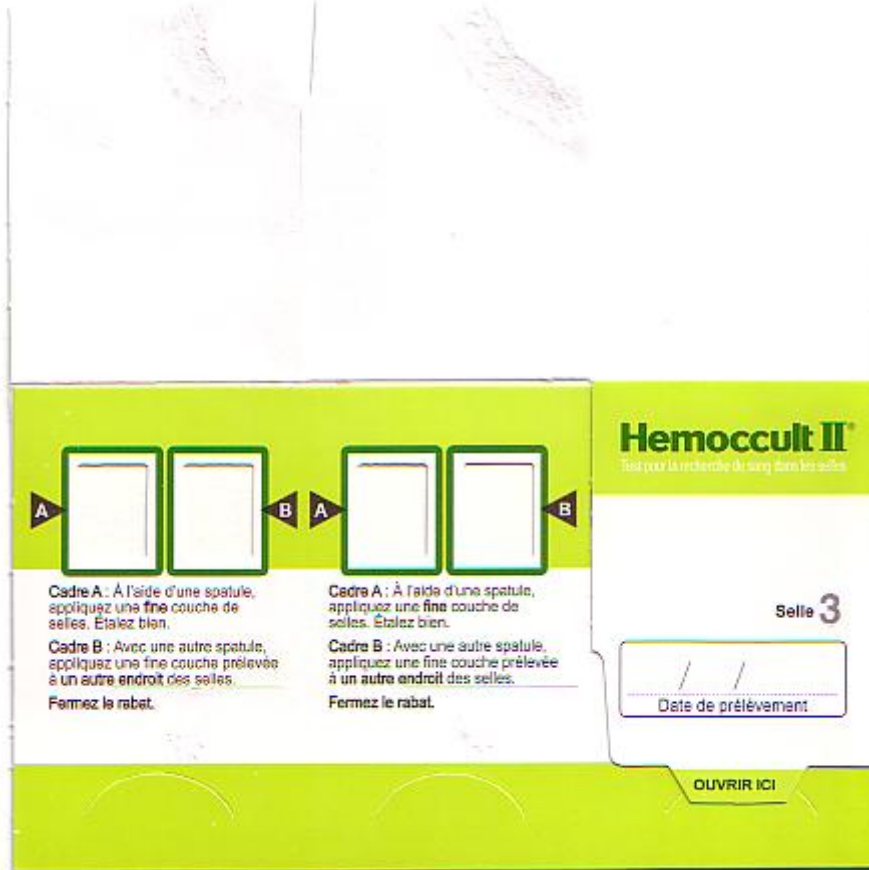 Hemoccult II®
Test pour la recherche du sang dans les selles
A
B
A
B
Cadre A : À l'aide d'une spatule,
appliquez une fine couche de
selles. Étalez bien.
Cadre B : Avec une autre spatule,
appliquez une fine couche prélevée
à un autre endroit des selles.
Fermez le rabat.
Cadre A : À l'aide d'une spatule,
appliquez une fine couche de
selles. Étalez bien.
Cadre B : Avec une autre spatule,
appliquez une fine couche prélevée
à un autre endroit des selles.
Fermez le rabat.
Selle 3
/ /
Date de prélèvement
OUVRIR ICI